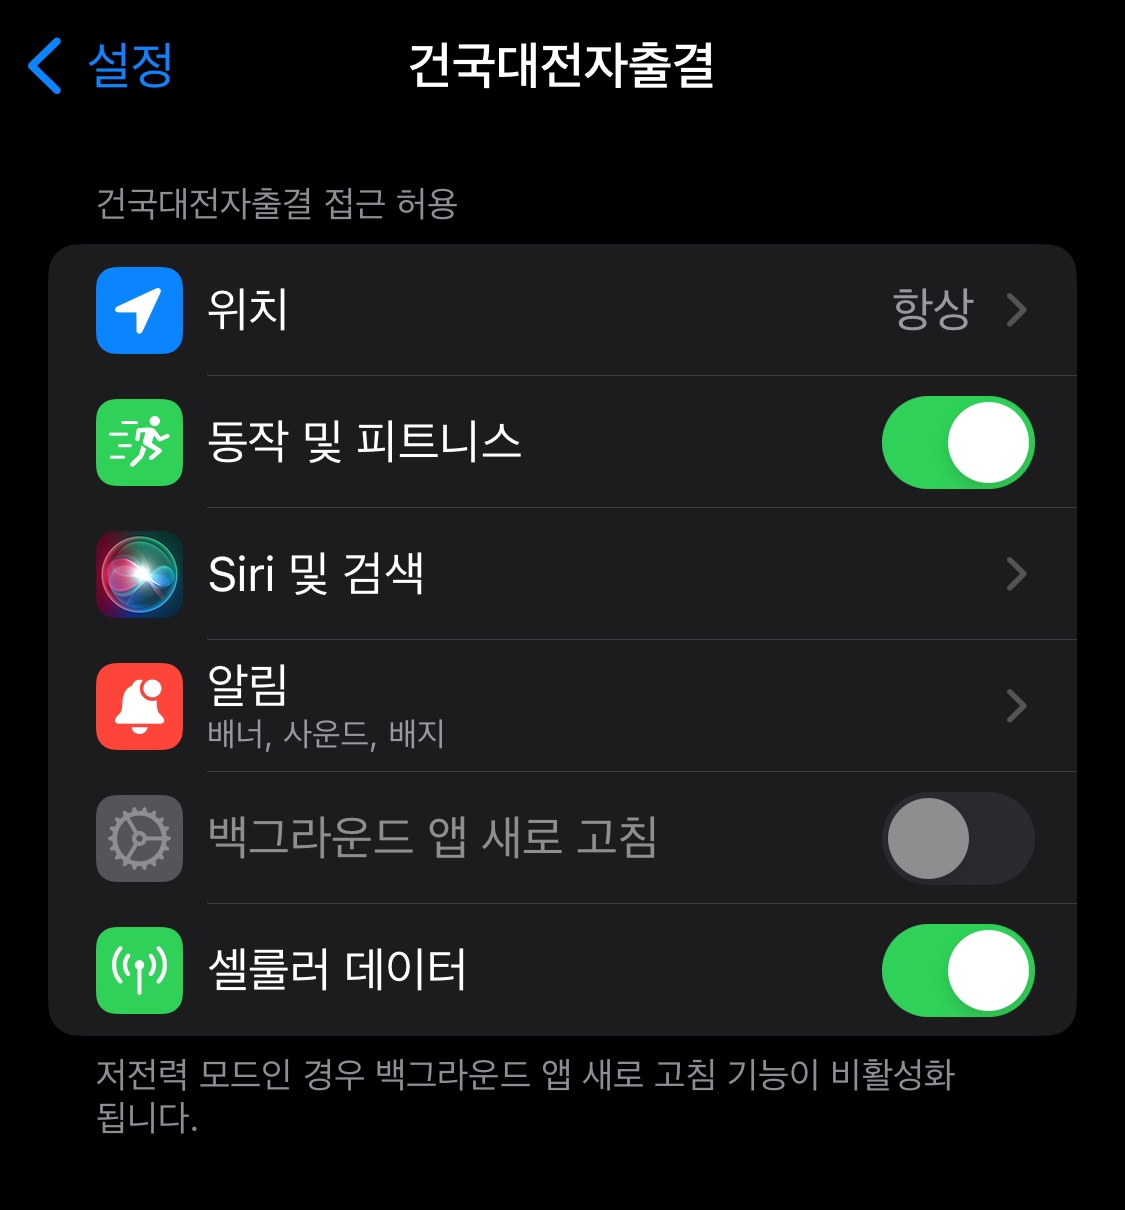 설정
건국대전자출결
건국대전자출결 접근 허용
위치
항상
동작 및 피트니스
Siri 및 검색
알림
배너, 사운드, 배지
백그라운드 앱 새로 고침
셀룰러 데이터
저전력 모드인 경우 백그라운드 앱 새로 고침 기능이 비활성화
됩니다.